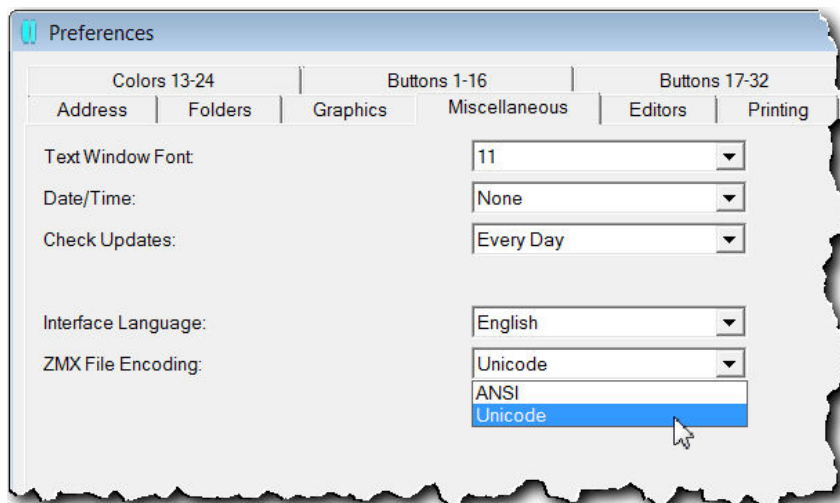 Preferences
Colors 13-24 Buttons 1-16 Buttons 17-32
Address Folders Graphics Miscellaneous Editors Printing
Text Window Font: 11
Date/Time: None
Check Updates: Every Day
Interface Language: English
ZMX File Encoding: Unicode
ANSI
Unicode